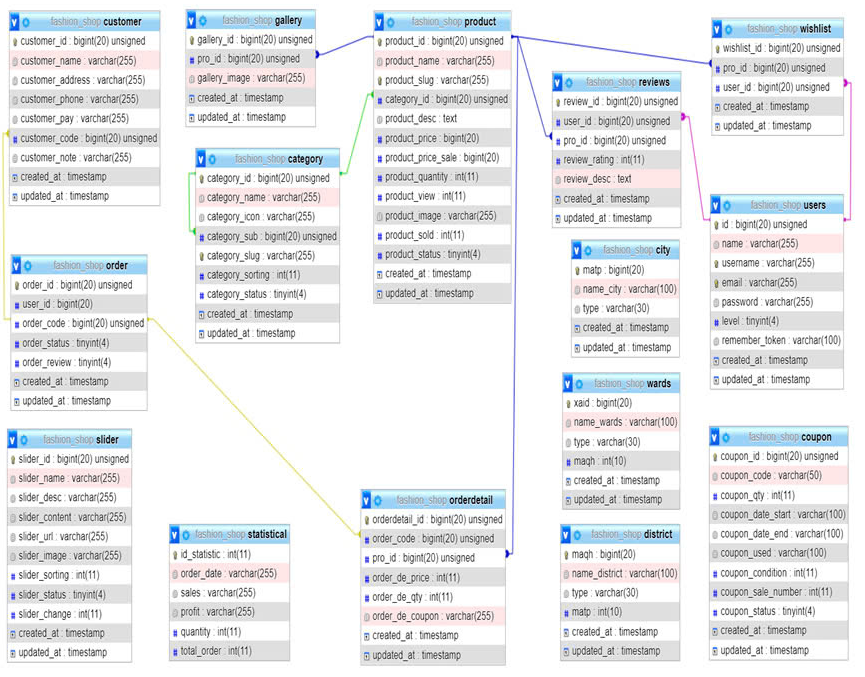 fashion_shop customer
customer_id : bigint(20) unsigned
customer_name : varchar(255)
customer_address : varchar(255)
customer_phone : varchar(255)
customer_pay : varchar(255)
customer_code : bigint(20) unsigned
customer_note : varchar(255)
created_at : timestamp
updated_at : timestamp
fashion_shop gallery
gallery_id : bigint(20) unsigned
pro_id : bigint(20) unsigned
gallery_image : varchar(255)
created_at : timestamp
updated_at : timestamp
fashion_shop product
product_id : bigint(20) unsigned
product_name : varchar(255)
product_slug : varchar(255)
category_id : bigint(20) unsigned
product_desc : text
product_price : bigint(20)
product_price_sale : bigint(20)
product_quantity : int(11)
product_view : int(11)
product_image : varchar(255)
product_sold : int(11)
product_status : tinyint(4)
created_at : timestamp
updated_at : timestamp
fashion_shop wishlist
wishlist_id : bigint(20) unsigned
pro_id : bigint(20) unsigned
user_id : bigint(20) unsigned
created_at : timestamp
updated_at : timestamp
fashion_shop reviews
review_id : bigint(20) unsigned
user_id : bigint(20) unsigned
pro_id : bigint(20) unsigned
review_rating : int(11)
review_desc : text
created_at : timestamp
updated_at : timestamp
fashion_shop category
category_id : bigint(20) unsigned
category_name : varchar(255)
category_icon : varchar(255)
category_sub : bigint(20) unsigned
category_slug : varchar(255)
category_sorting : int(11)
category_status : tinyint(4)
created_at : timestamp
updated_at : timestamp
fashion_shop users
id : bigint(20) unsigned
name : varchar(255)
username : varchar(255)
email : varchar(255)
password : varchar(255)
level : tinyint(4)
remember_token : varchar(100)
created_at : timestamp
updated_at : timestamp
fashion_shop city
matp : bigint(20)
name_city : varchar(100)
type : varchar(30)
created_at : timestamp
updated_at : timestamp
fashion_shop order
order_id : bigint(20) unsigned
user_id : bigint(20)
order_code : bigint(20) unsigned
order_status : tinyint(4)
order_review : tinyint(4)
created_at : timestamp
updated_at : timestamp
fashion_shop wards
xaid : bigint(20)
name_wards : varchar(100)
type : varchar(30)
maqh : int(10)
created_at : timestamp
updated_at : timestamp
fashion_shop slider
slider_id : bigint(20) unsigned
slider_name : varchar(255)
slider_desc : varchar(255)
slider_content : varchar(255)
slider_url : varchar(255)
slider_image : varchar(255)
slider_sorting : int(11)
slider_status : tinyint(4)
slider_change : int(11)
created_at : timestamp
updated_at : timestamp
fashion_shop coupon
coupon_id : bigint(20) unsigned
coupon_code : varchar(50)
coupon_qty : int(11)
coupon_date_start : varchar(100)
coupon_date_end : varchar(100)
coupon_used : varchar(100)
coupon_condition : int(11)
coupon_sale_number : int(11)
coupon_status : tinyint(4)
created_at : timestamp
updated_at : timestamp
fashion_shop orderdetail
orderdetail_id : bigint(20) unsigned
order_code : bigint(20) unsigned
pro_id : bigint(20) unsigned
order_de_price : int(11)
order_de_qty : int(11)
order_de_coupon : varchar(255)
created_at : timestamp
updated_at : timestamp
fashion_shop statistical
id_statistic : int(11)
order_date : varchar(255)
sales : varchar(255)
profit : varchar(255)
quantity : int(11)
total_order : int(11)
fashion_shop district
maqh : bigint(20)
name_district : varchar(100)
type : varchar(30)
matp : int(10)
created_at : timestamp
updated_at : timestamp